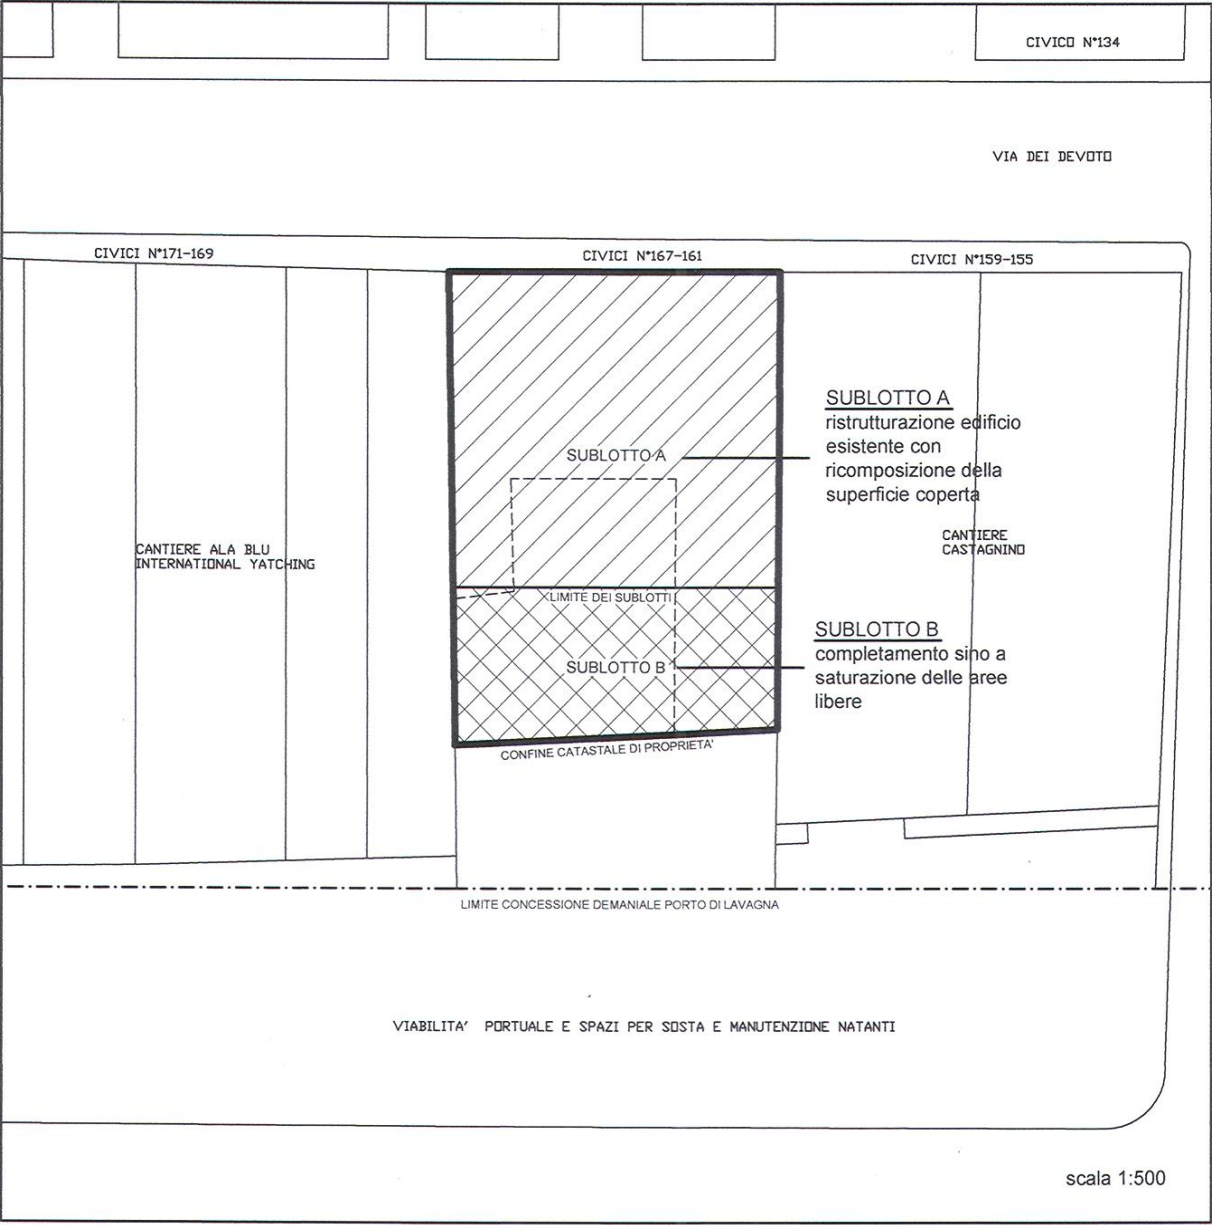 CIVICO N°134
VIA DEI DEVOTO
CIVICI N°171-169
CIVICI N°167-161
CIVICI N°159-155
SUBLOTTO A
ristrutturazione edificio
esistente con
ricomposizione della
superficie coperta
SUBLOTTO A
CANTIERE ALA BLU
INTERNATIONAL YATCHING
CANTIERE
CASTAGNINO
LIMITE DEI SUBLOTTI
SUBLOTTO B
completamento sino a
saturazione delle aree
libere
SUBLOTTO B
CONFINE CATASTALE DI PROPRIETA'
LIMITE CONCESSIONE DEMANIALE PORTO DI LAVAGNA
VIABILITA' PORTUALE E SPAZI PER SOSTA E MANUTENZIONE NATANTI
scala 1:500